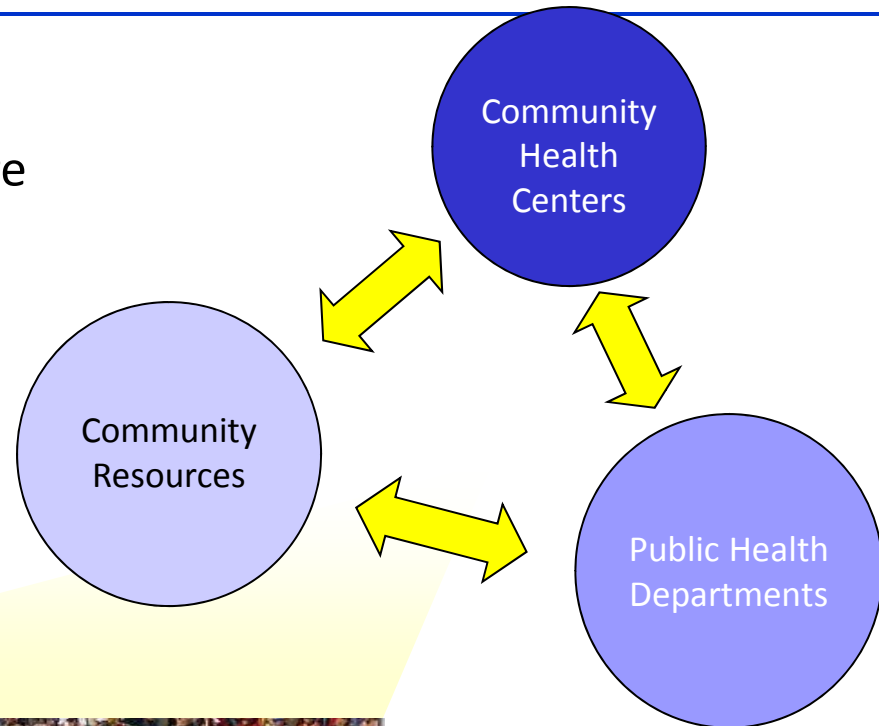 Community
Health
Centers
e
Community
Resources
Public Health
Departments